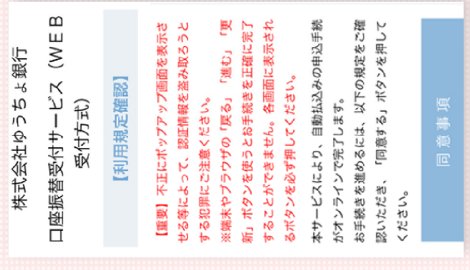 株式会社ゆうちょ銀行
口座振替受付サービス（ＷＥＢ
受付方式）
【利用規定確認】
【重要】不正にポップアップ画面を表示さ
せる等によって、認証情報を盗み取ろうと
する犯罪にご注意ください。
※端末やブラウザの「戻る」「進む」「更
新」ボタンを使うとお手続きを正確に完了
することができません。各画面に表示され
るボタンを必ず押してください。
本サービスにより、自動払込みの申込手続
がオンラインで完了します。
お手続きを進めるには、以下の規定をご確
認いただき、「同意する」ボタンを押して
ください。
同意事項